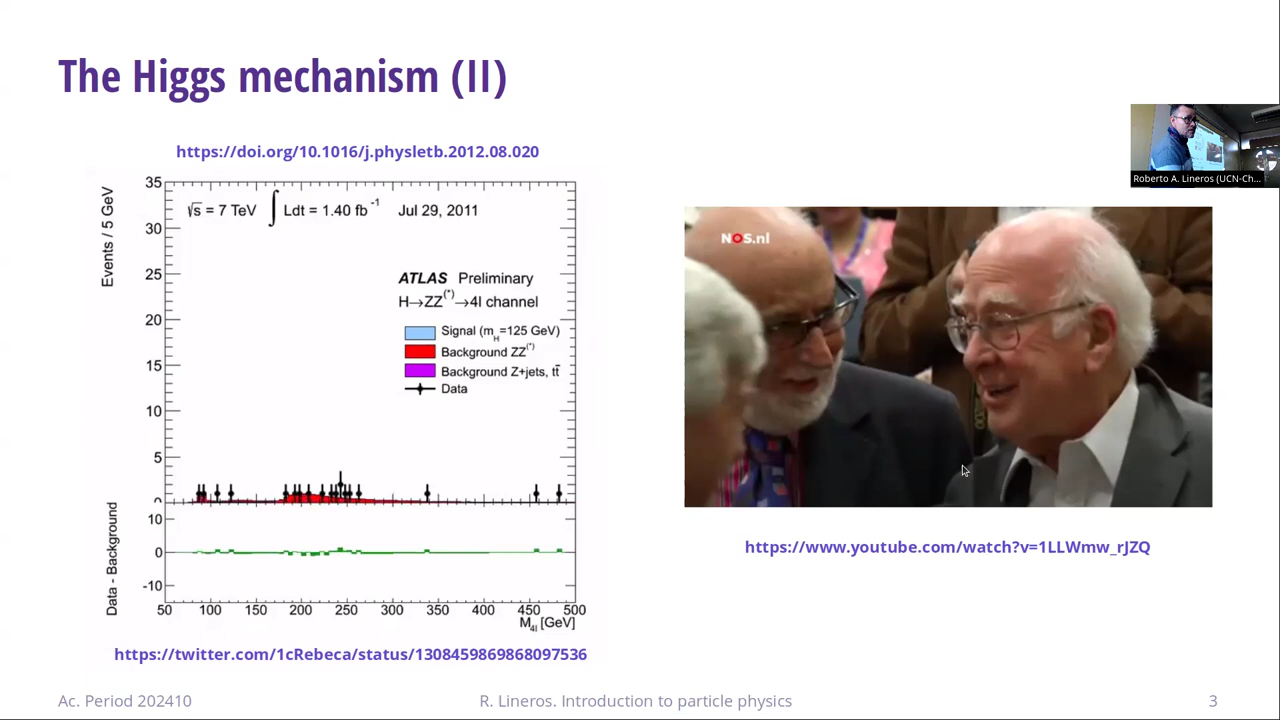 The Higgs mechanism (II)
https://doi.org/10.1016/j.physletb.2012.08.020
Roberto A. Lineros (UCN-Ch...
NOS.nl
35
30
25
20
15
10
5
0
Events / 5 GeV
√s = 7 TeV ∫ Ldt = 1.40 fb⁻¹ Jul 29, 2011
ATLAS Preliminary
H→ZZ(*)→4l channel
Signal (mH=125 GeV)
Background ZZ(*)
Background Z+jets, tt̄
Data
10
0
-10
Data - Background
50 100 150 200 250 300 350 400 450 500
M4l [GeV]
https://www.youtube.com/watch?v=1LLWmw_rJZQ
https://twitter.com/1cRebeca/status/1308459869868097536
Ac. Period 202410
R. Lineros. Introduction to particle physics
3